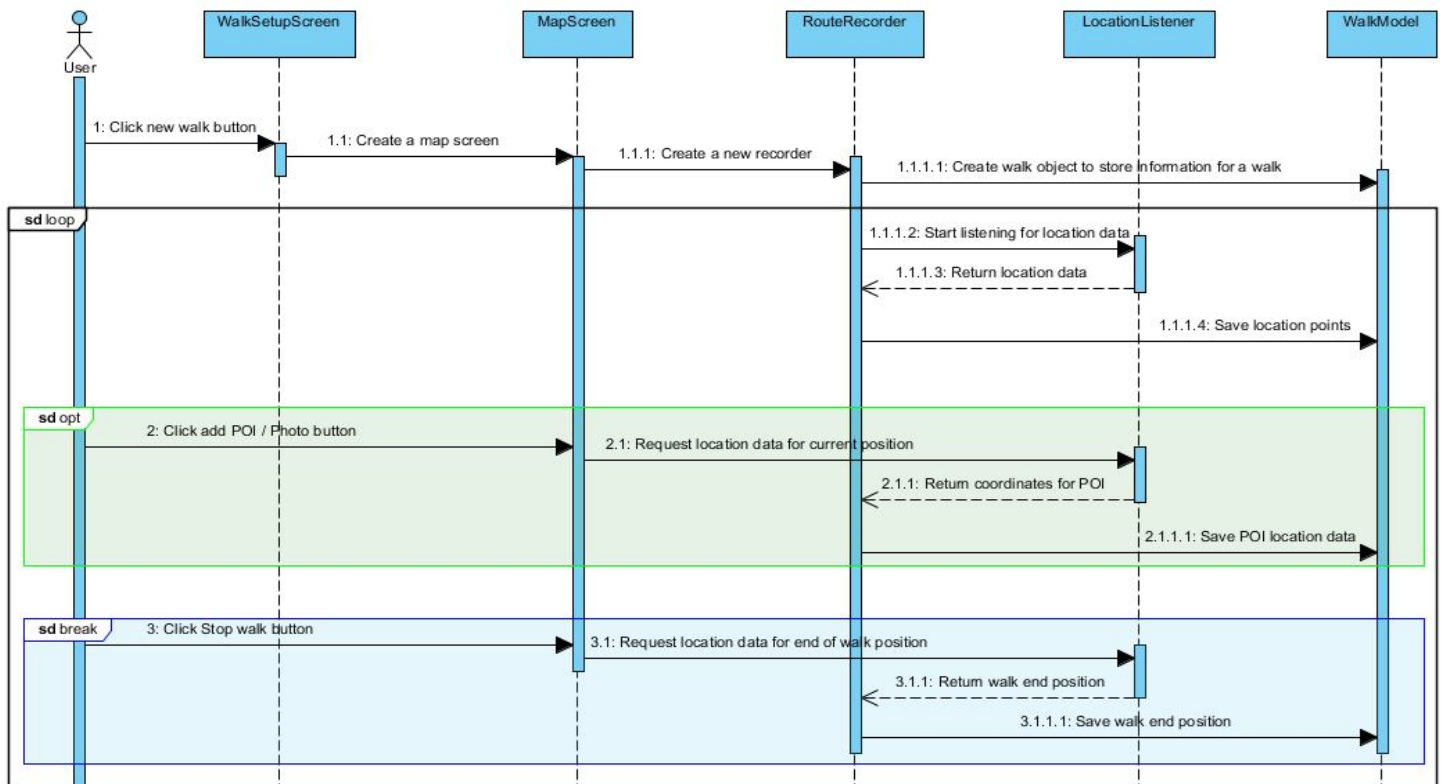 WalkSetupScreen
MapScreen
RouteRecorder
LocationListener
WalkModel
User
1: Click new walk button
1.1: Create a map screen
1.1.1: Create a new recorder
1.1.1.1: Create walk object to store information for a walk
sd loop
1.1.1.2: Start listening for location data
1.1.1.3: Return location data
1.1.1.4: Save location points
sd opt
2: Click add POI / Photo button
2.1: Request location data for current position
2.1.1: Return coordinates for POI
2.1.1.1: Save POI location data
sd break
3: Click Stop walk button
3.1: Request location data for end of walk position
3.1.1: Return walk end position
3.1.1.1: Save walk end position